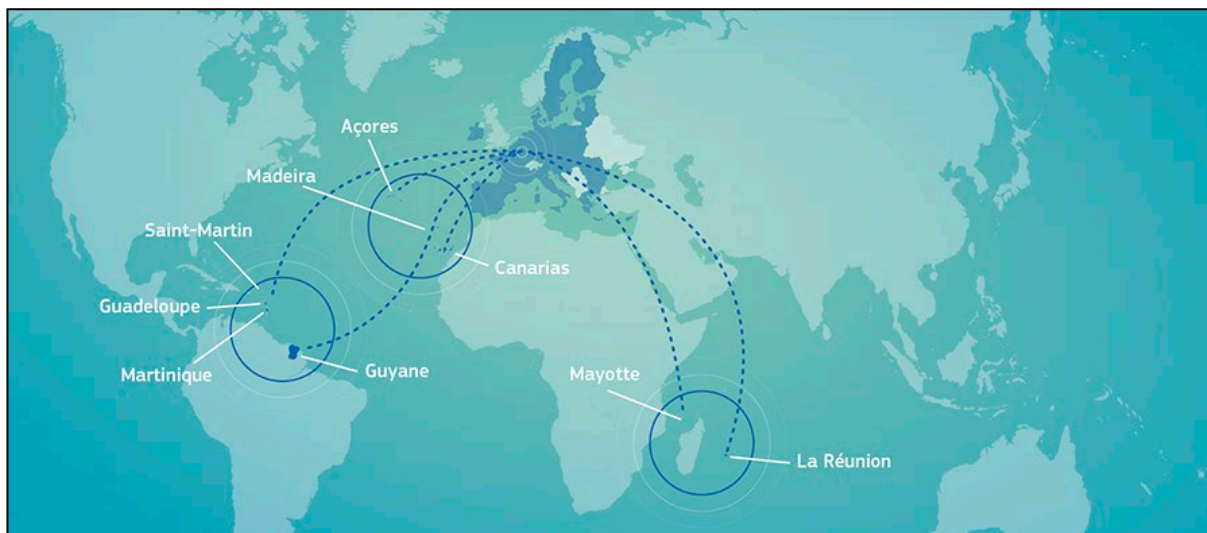 Açores
Madeira
Saint-Martin
Canarias
Guadeloupe
Martinique
Guyane
Mayotte
La Réunion